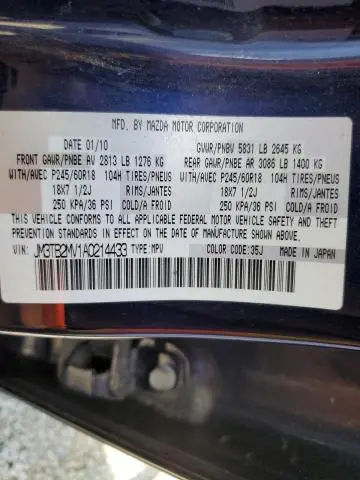 MFD. BY MAZDA MOTOR CORPORATION
DATE 01/10 GVWR/PNBV 5831 LB 2645 KG
FRONT GAWR/PNBE AV 2813 LB 1276 KG REAR GAWR/PNBE AR 3086 LB 1400 KG
WITH/AVEC P245/60R18 104H TIRES/PNEUS WITH/AVEC P245/60R18 104H TIRES/PNEUS
18X7 1/2J RIMS/JANTES 18X7 1/2J RIMS/JANTES
250 KPA/36 PSI COLD/A FROID 250 KPA/36 PSI COLD/A FROID
THIS VEHICLE CONFORMS TO ALL APPLICABLE FEDERAL MOTOR VEHICLE SAFETY, BUMPER, AND THEFT
PREVENTION STANDARDS IN EFFECT ON THE DATE OF MANUFACTURE SHOWN ABOVE.
VIN: JM3TB2MV1A0214433 TYPE:MPV COLOR CODE:35J MADE IN JAPAN